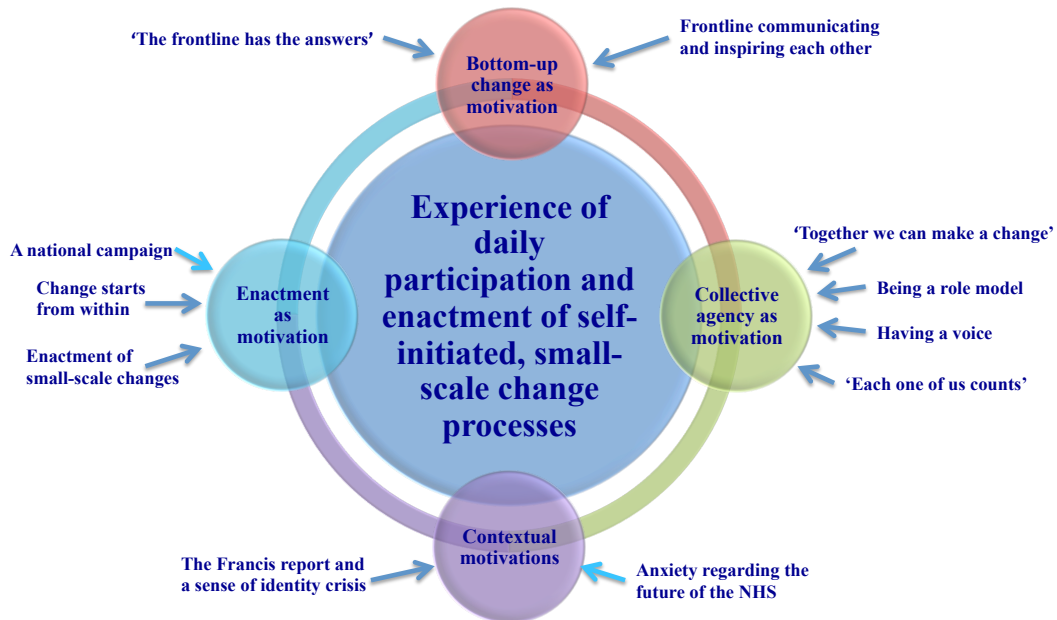 'The frontline has the answers'
Frontline communicating
and inspiring each other
Bottom-up
change as
motivation
Experience of
daily
participation and
enactment of self-
initiated, small-
scale change
processes
A national campaign
Change starts
from within
Enactment of
small-scale changes
Enactment
as
motivation
Collective
agency as
motivation
'Together we can make a change'
Being a role model
Having a voice
'Each one of us counts'
Contextual
motivations
The Francis report and
a sense of identity crisis
Anxiety regarding the
future of the NHS